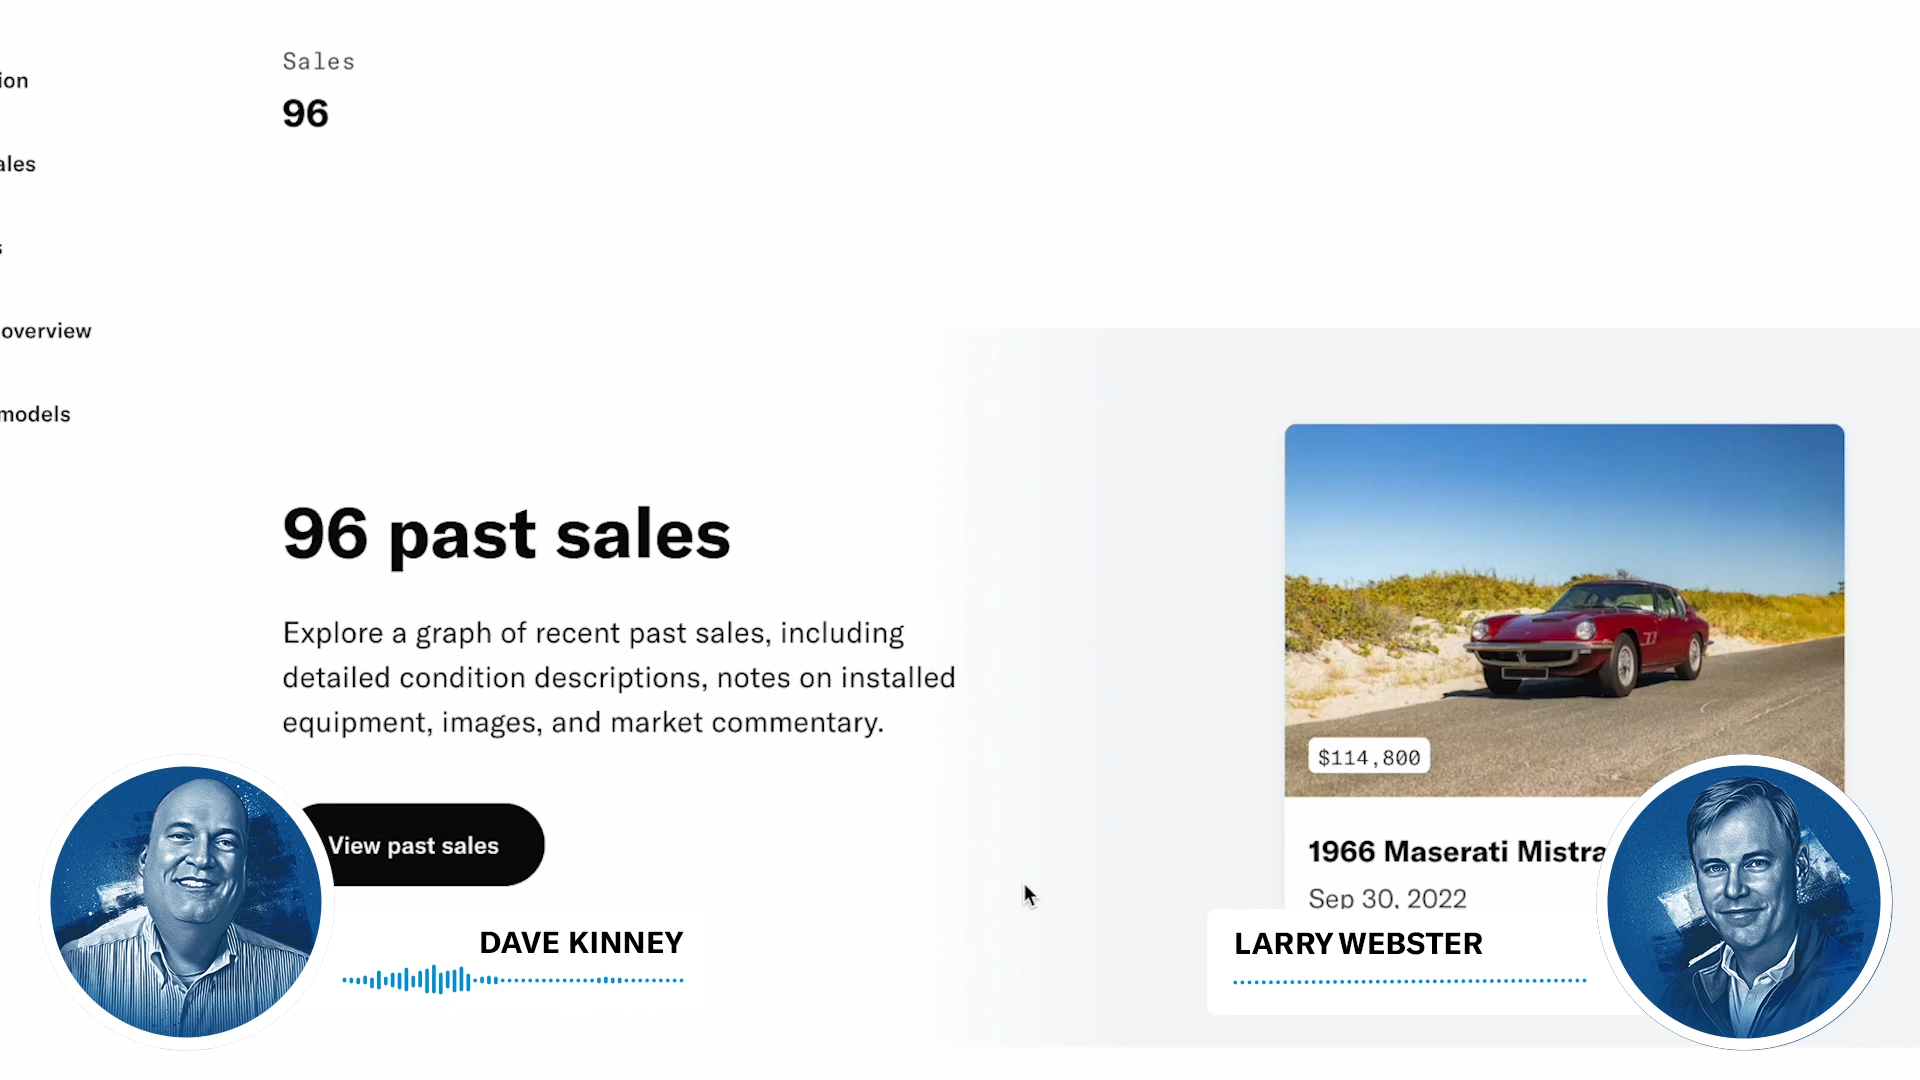 Sales
96
ion
ales
s
overview
models
96 past sales
Explore a graph of recent past sales, including
detailed condition descriptions, notes on installed
equipment, images, and market commentary.
View past sales
$114,800
1966 Maserati Mistra
Sep 30, 2022
DAVE KINNEY
LARRY WEBSTER